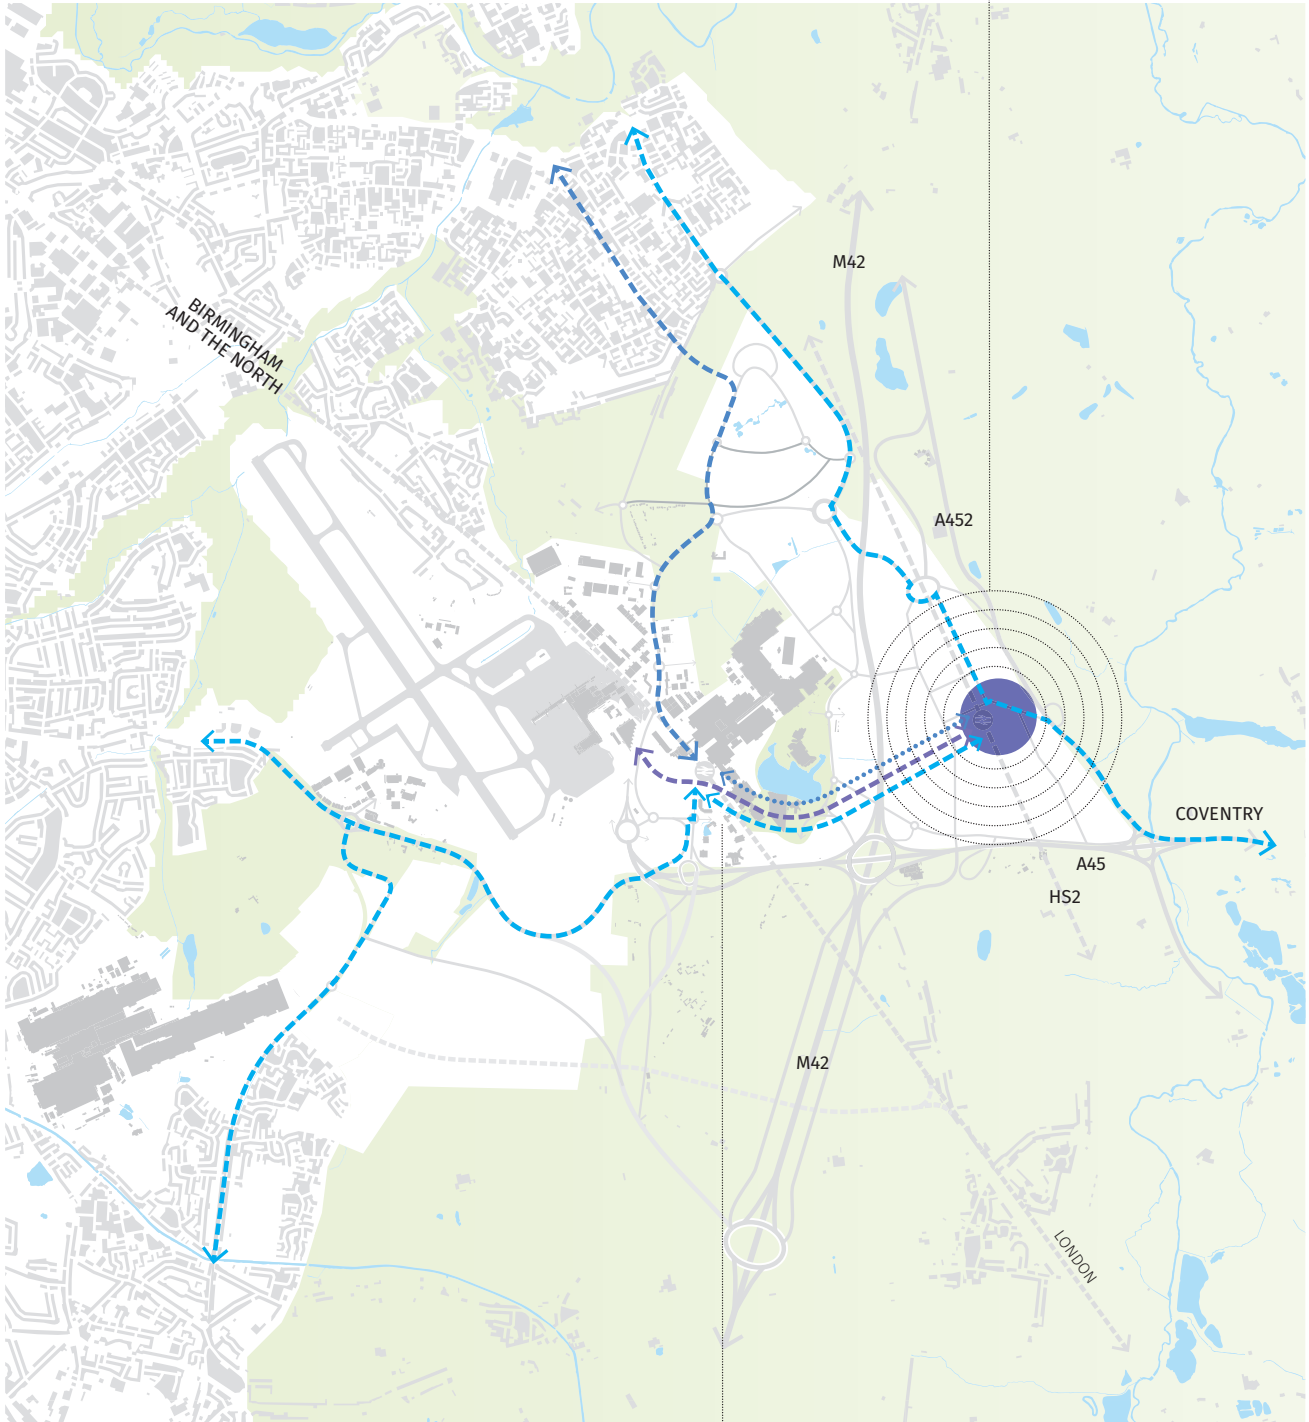 M42
BIRMINGHAM
AND THE NORTH
A452
COVENTRY
A45
HS2
M42
LONDON